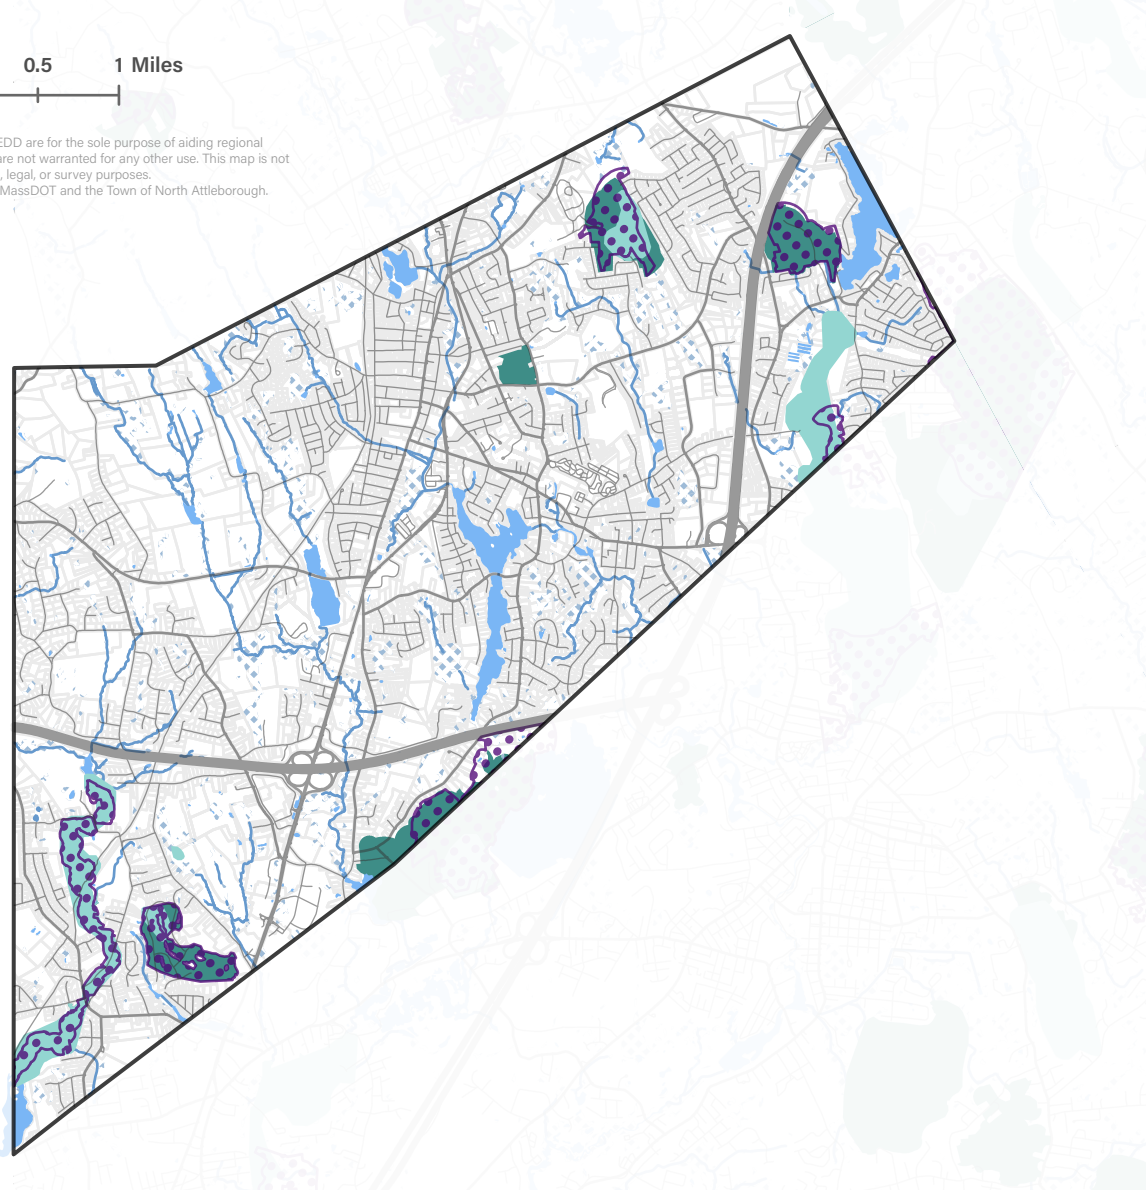 0.5 1 Miles
EDD are for the sole purpose of aiding regional
are not warranted for any other use. This map is not
, legal, or survey purposes.
MassDOT and the Town of North Attleborough.